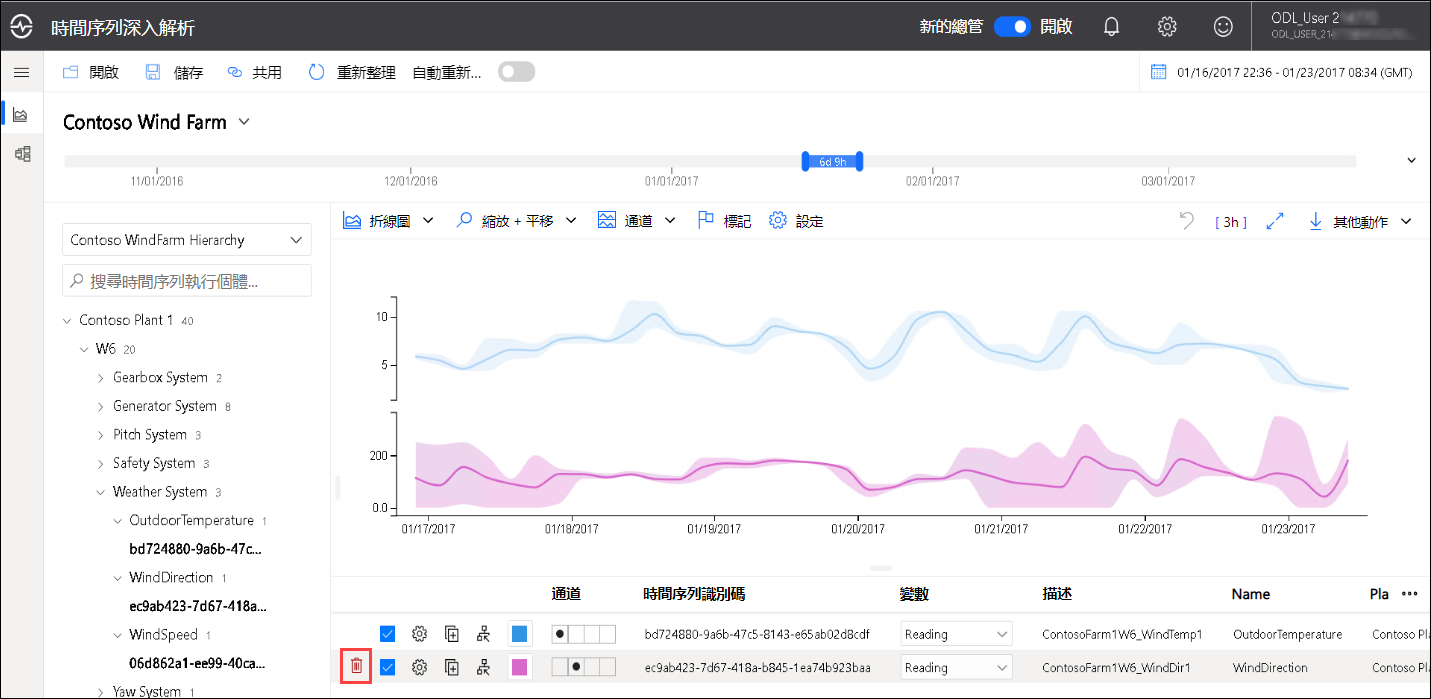 時間序列深入解析
新的總管 開啟
ODL_User 2
ODL_USER_21
開啟 儲存 共用 重新整理 自動重新...
01/16/2017 22:36 - 01/23/2017 08:34 (GMT)
Contoso Wind Farm
6d 9h
11/01/2016 12/01/2016 01/01/2017 02/01/2017 03/01/2017
Contoso WindFarm Hierarchy
搜尋時間序列執行個體...
Contoso Plant 1 40
W6 20
Gearbox System 2
Generator System 8
Pitch System 3
Safety System 3
Weather System 3
OutdoorTemperature 1
bd724880-9a6b-47c...
WindDirection 1
ec9ab423-7d67-418a...
WindSpeed 1
06d862a1-ee99-40ca...
Yaw System 1
折線圖 縮放 + 平移 通道 標記 設定 [ 3h ] 其他動作
10
5
200
0.0
01/17/2017 01/18/2017 01/19/2017 01/20/2017 01/21/2017 01/22/2017 01/23/2017
通道 時間序列識別碼 變數 描述 Name Pla ...
bd724880-9a6b-47c5-8143-e65ab02d8cdf Reading ContosoFarm1W6_WindTemp1 OutdoorTemperature Contoso Pl
ec9ab423-7d67-418a-b845-1ea74b923baa Reading ContosoFarm1W6_WindDir1 WindDirection Contoso Pl